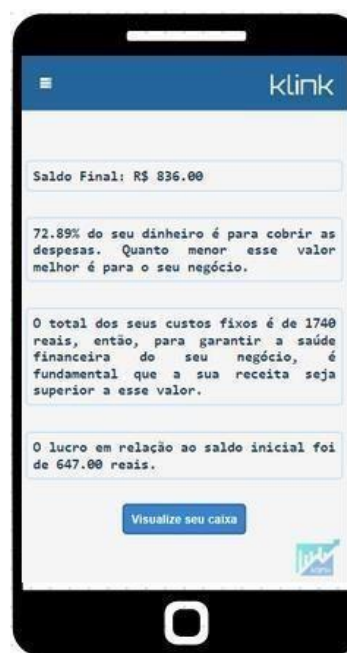 klink
Saldo Final: R$ 836.00
72.89% do seu dinheiro é para cobrir as
despesas. Quanto menor esse valor
melhor é para o seu negócio.
O total dos seus custos fixos é de 1740
reais, então, para garantir a saúde
financeira do seu negócio, é
fundamental que a sua receita seja
superior a esse valor.
O lucro em relação ao saldo inicial foi
de 647.00 reais.
Visualize seu caixa